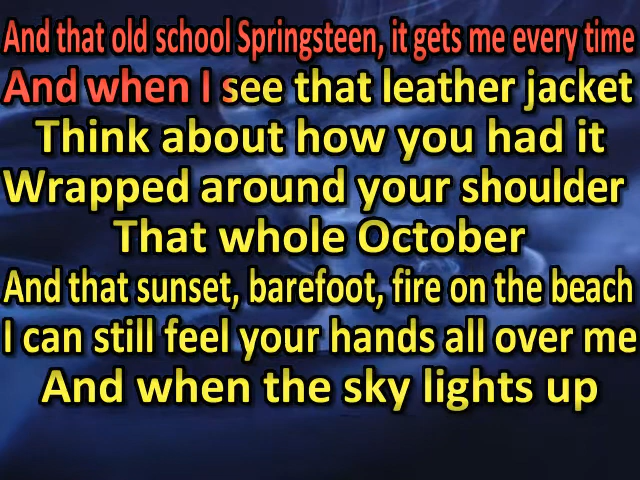 And that old school Springsteen, it gets me every time
And when I see that leather jacket
Think about how you had it
Wrapped around your shoulder
That whole October
And that sunset, barefoot, fire on the beach
I can still feel your hands all over me
And when the sky lights up